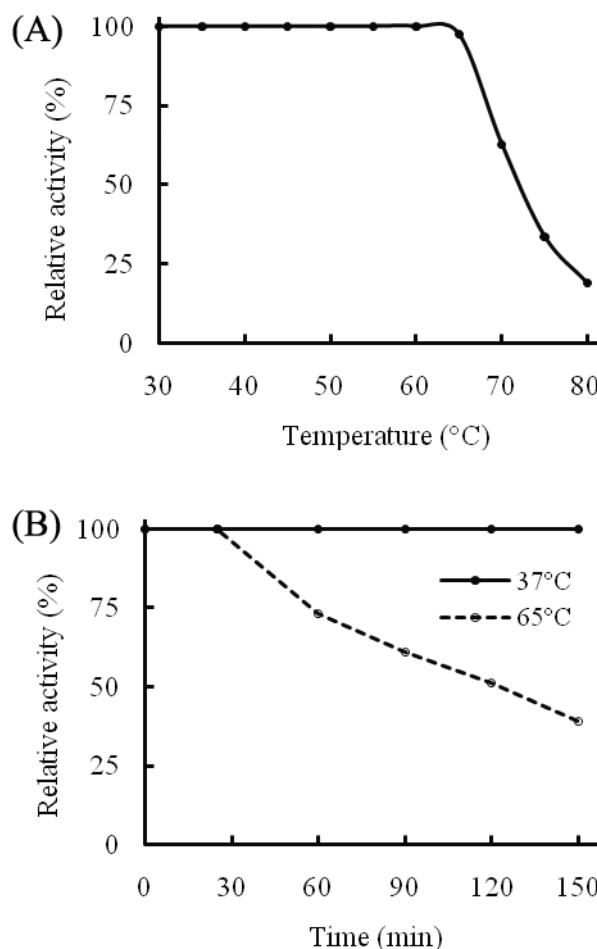 (A)
Relative activity (%)
100
75
50
25
0
30 40 50 60 70 80
Temperature (°C)
(B)
Relative activity (%)
100
75
50
25
0
37°C
65°C
0 30 60 90 120 150
Time (min)